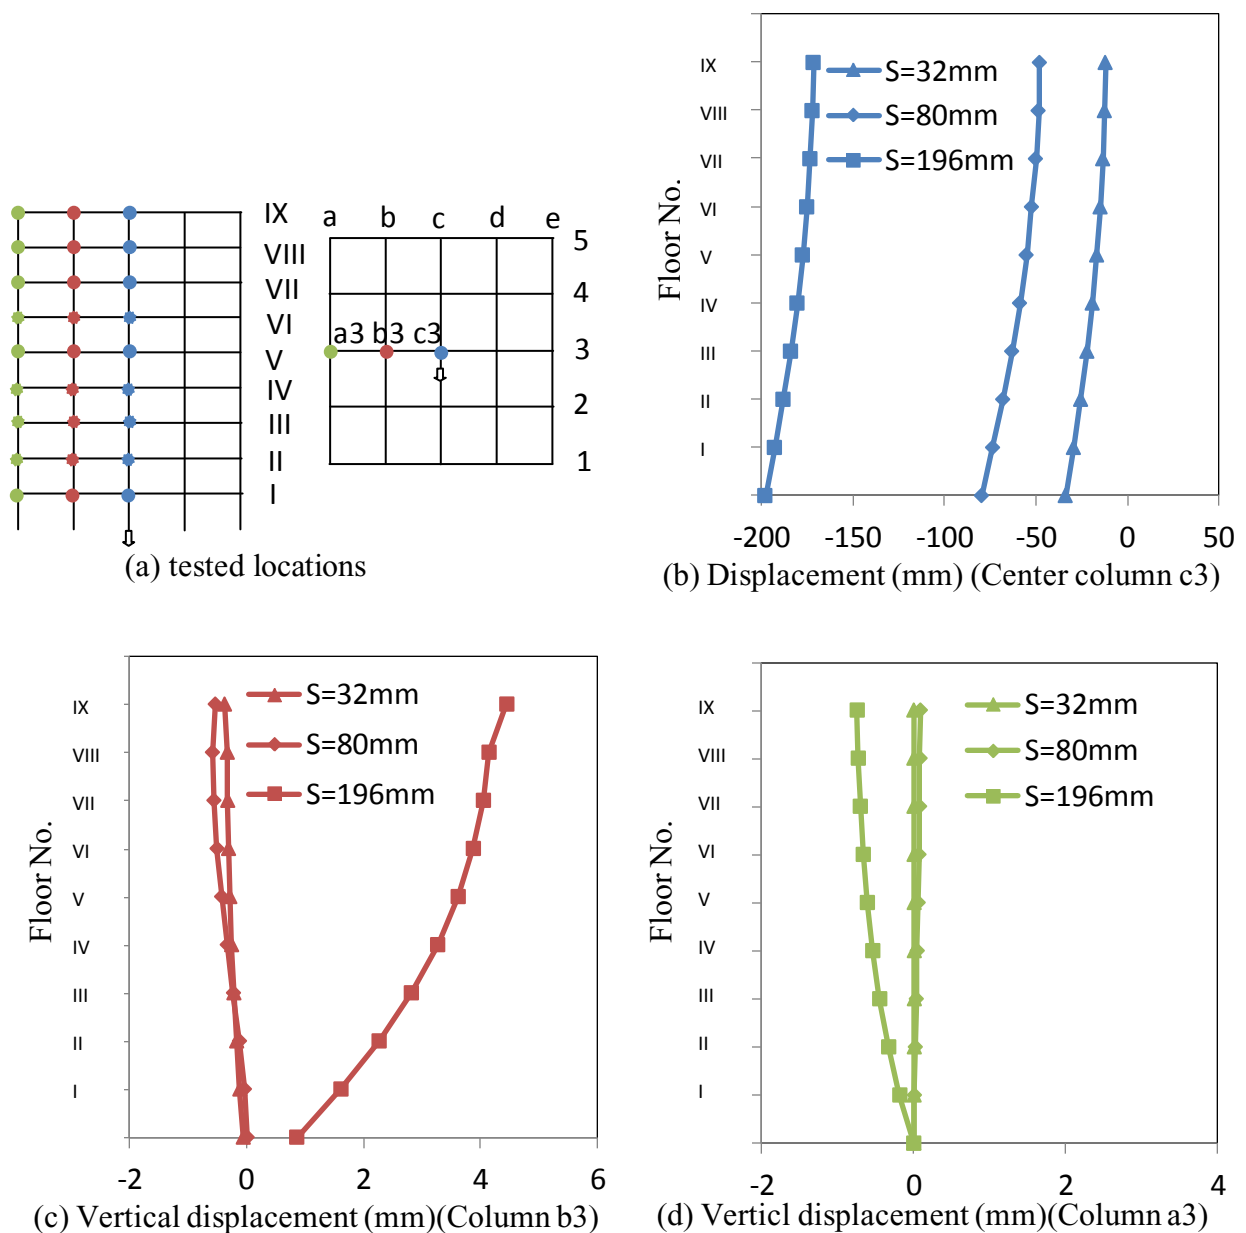 IX
VIII
VII
VI
V
IV
III
II
I
a b c d e
5
4
3
2
1
a3 b3 c3
(a) tested locations
Floor No.
IX
VIII
VII
VI
V
IV
III
II
I
S=32mm
S=80mm
S=196mm
-200 -150 -100 -50 0 50
(b) Displacement (mm) (Center column c3)
Floor No.
IX
VIII
VII
VI
V
IV
III
II
I
S=32mm
S=80mm
S=196mm
-2 0 2 4 6
(c) Vertical displacement (mm)(Column b3)
Floor No.
IX
VIII
VII
VI
V
IV
III
II
I
S=32mm
S=80mm
S=196mm
-2 0 2 4
(d) Verticl displacement (mm)(Column a3)